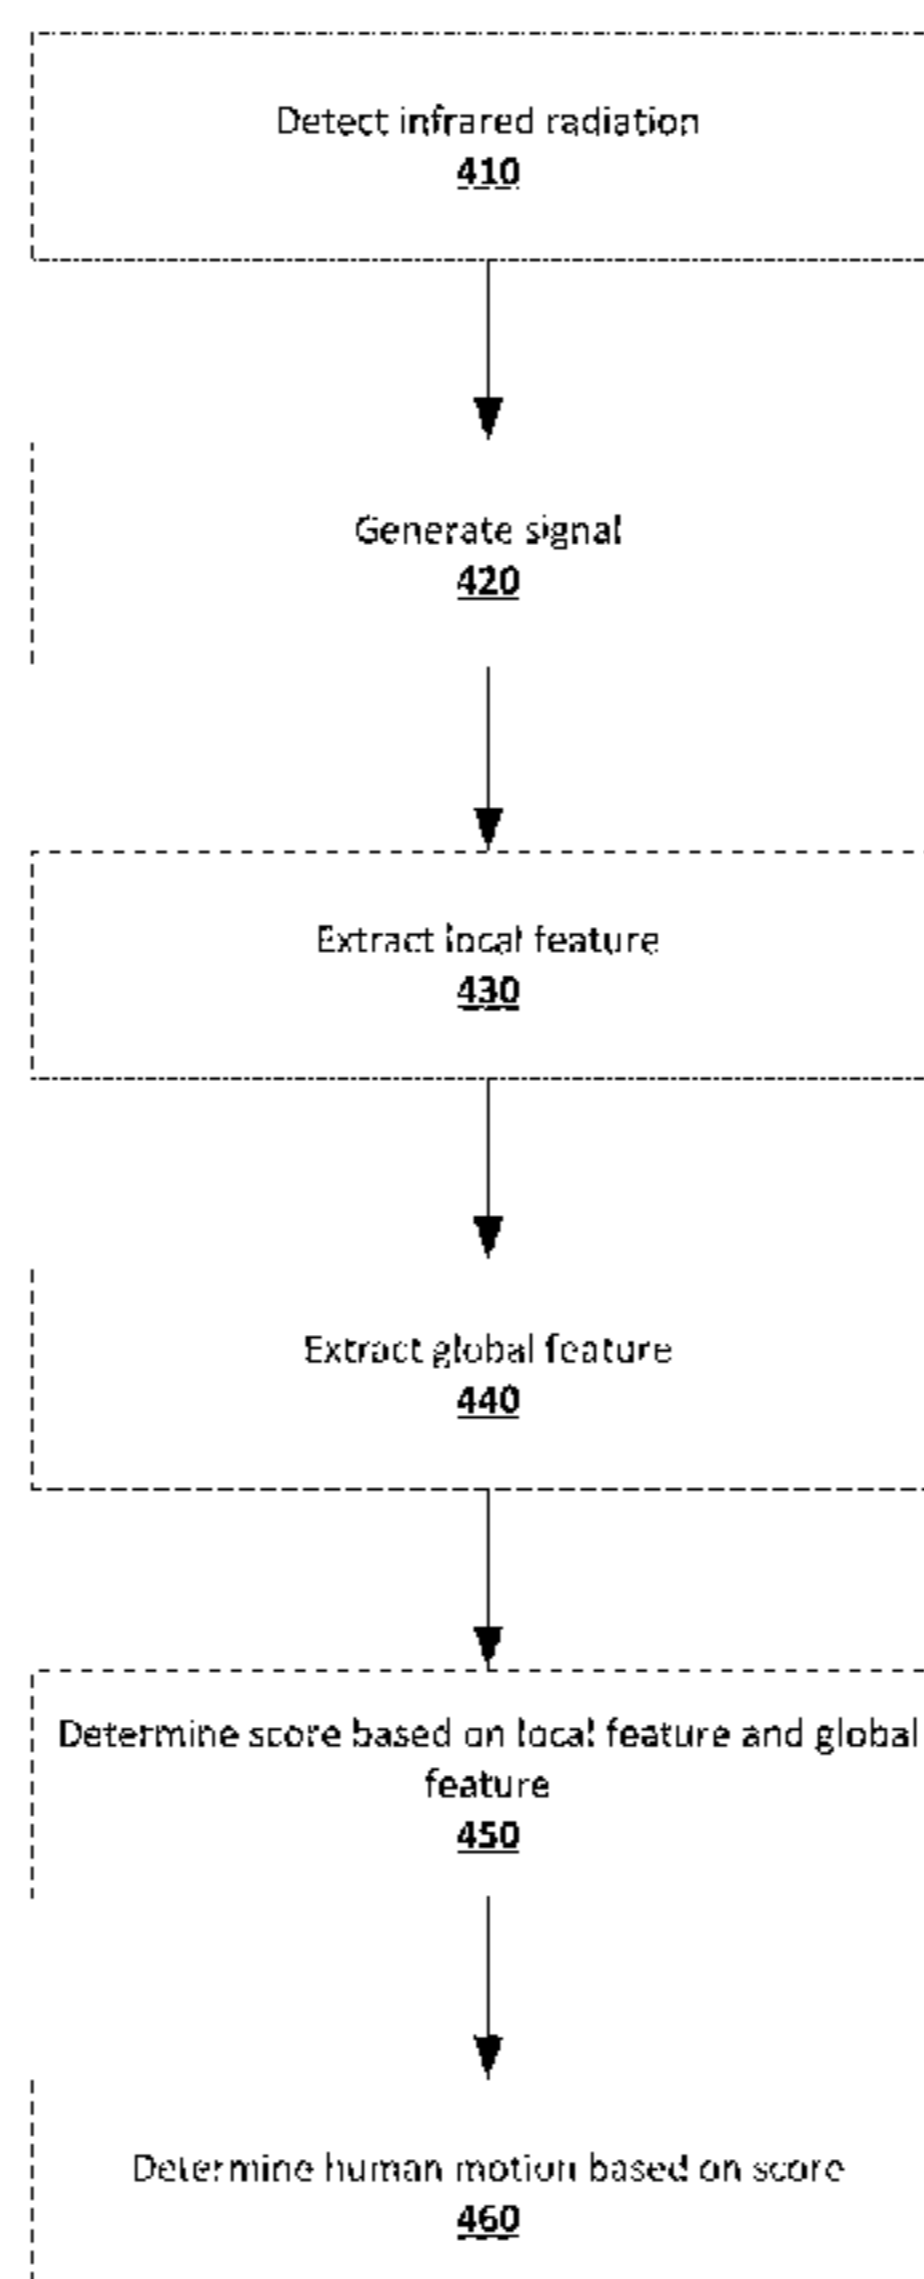 Detect infrared radiation
410
Generate signal
420
Extract local feature
430
Extract global feature
440
Determine score based on local feature and global
feature
450
Determine human motion based on score
460